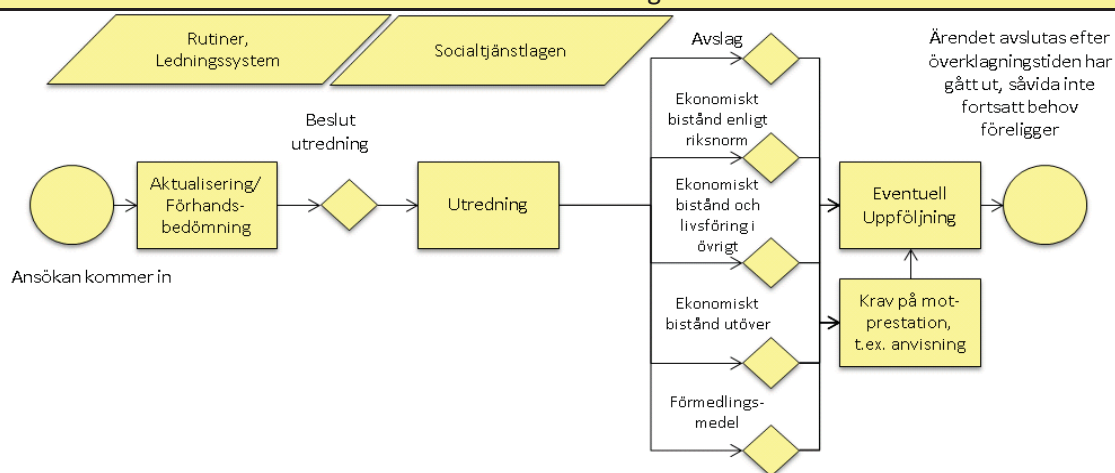 Rutiner,
Ledningssystem
Socialtjänstlagen
Avslag
Ärendet avslutas efter
överklagningstiden har
gått ut, såvida inte
fortsatt behov
föreligger
Beslut
utredning
Ekonomiskt
bistånd enligt
riksnorm
Aktualisering/
Förhands-
bedömning
Utredning
Ekonomiskt
bistånd och
livsföring i
övrigt
Eventuell
Uppföljning
Ansökan kommer in
Ekonomiskt
bistånd utöver
Krav på mot-
prestation,
t.ex. anvisning
Förmedlings-
medel